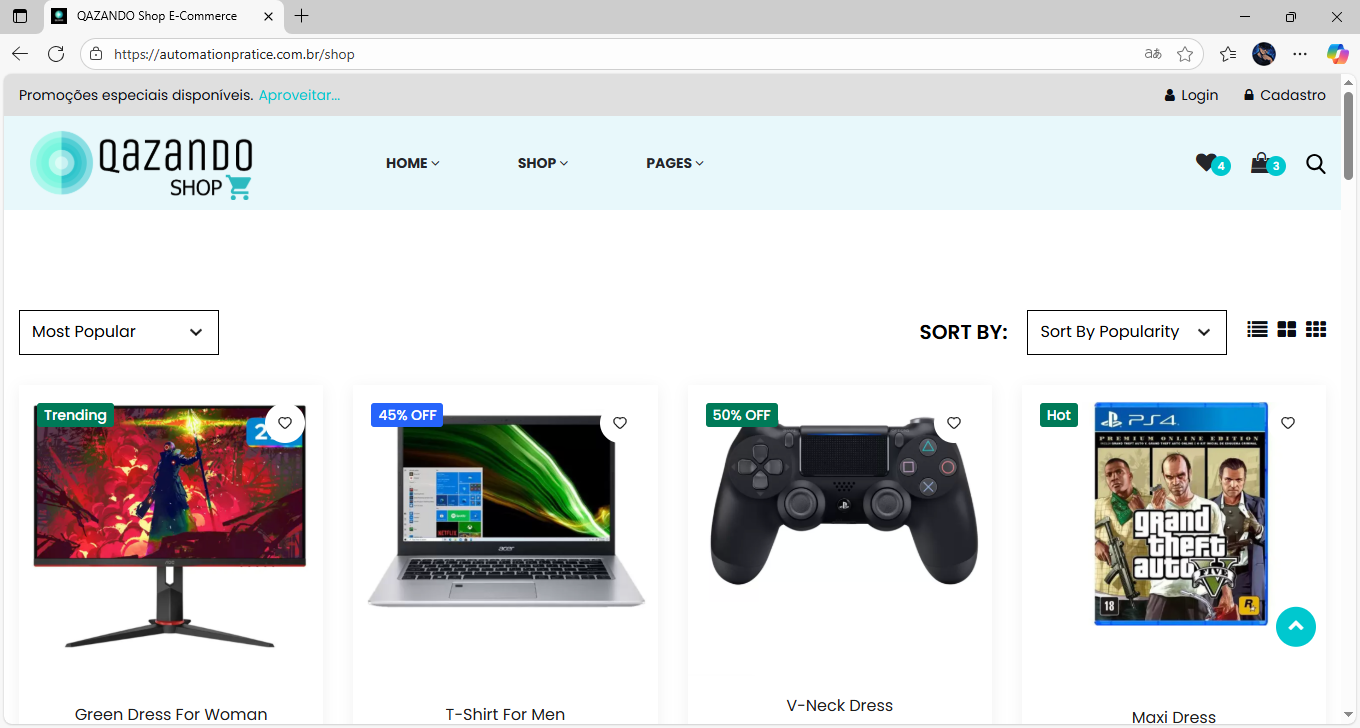 QAZANDO Shop E-Commerce
https://automationpratice.com.br/shop
Promoções especiais disponíveis. Aproveitar...
Login
Cadastro
QAZANDO
SHOP
HOME
SHOP
PAGES
4
3
Most Popular
SORT BY:
Sort By Popularity
Trending
45% OFF
acer
50% OFF
Hot
PS4
PREMIUM ONLINE EDITION
grand
theft
auto
FIVE
18
R
Green Dress For Woman
T-Shirt For Men
V-Neck Dress
Maxi Dress